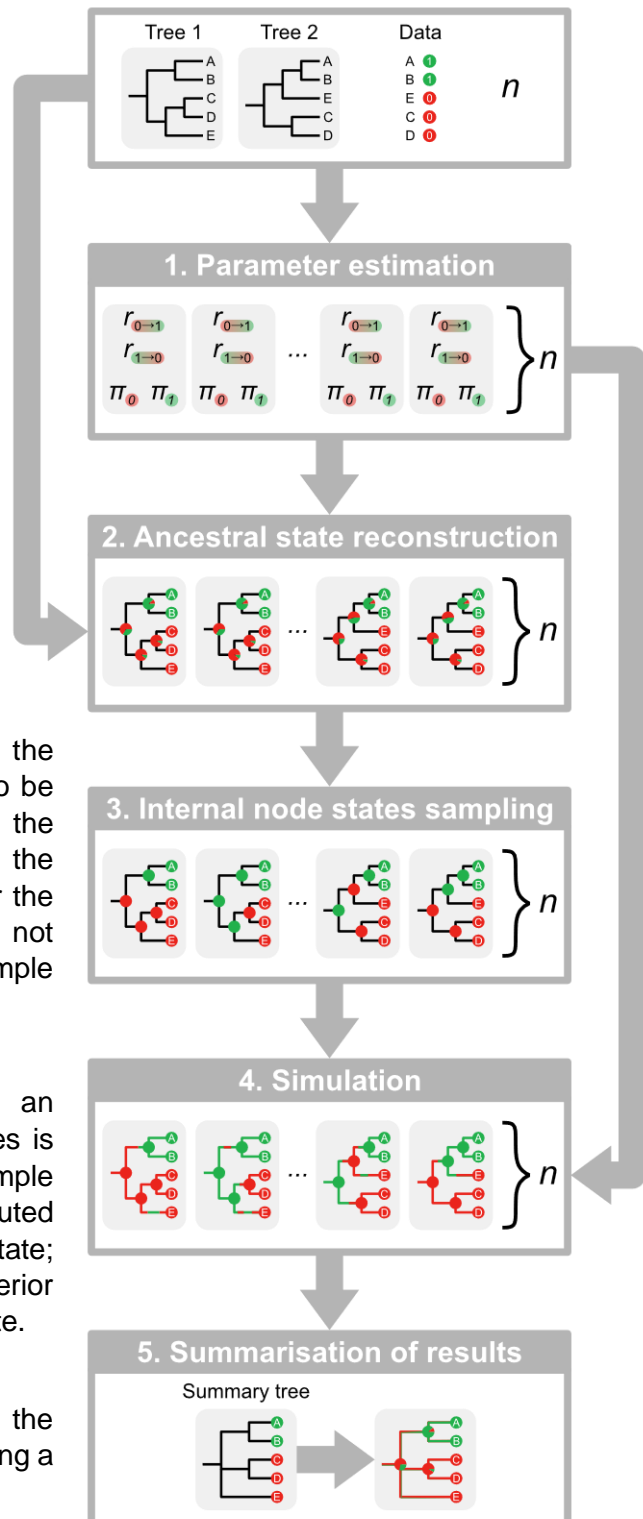 Tree 1 Tree 2 Data
A A A 1
B B B 1
C E E 0
D C C 0
E D D 0
n
1. Parameter estimation
r0→1 r0→1 r0→1 r0→1
r1→0 r1→0 ... r1→0 r1→0
π0 π1 π0 π1 π0 π1 π0 π1
n
2. Ancestral state reconstruction
A A A A
B B B B
C C ... E E
D D C C
E E D D
n
the
o be
the
the
r the
not
mple
3. Internal node states sampling
A A A A
B B B B
C C ... E E
D D C C
E E D D
n
an
es is
mple
uted
tate;
erior
te.
4. Simulation
A A A A
B B B B
C C ... E E
D D C C
E E D D
n
the
ng a
5. Summarisation of results
Summary tree
A A
B B
C C
D D
E E